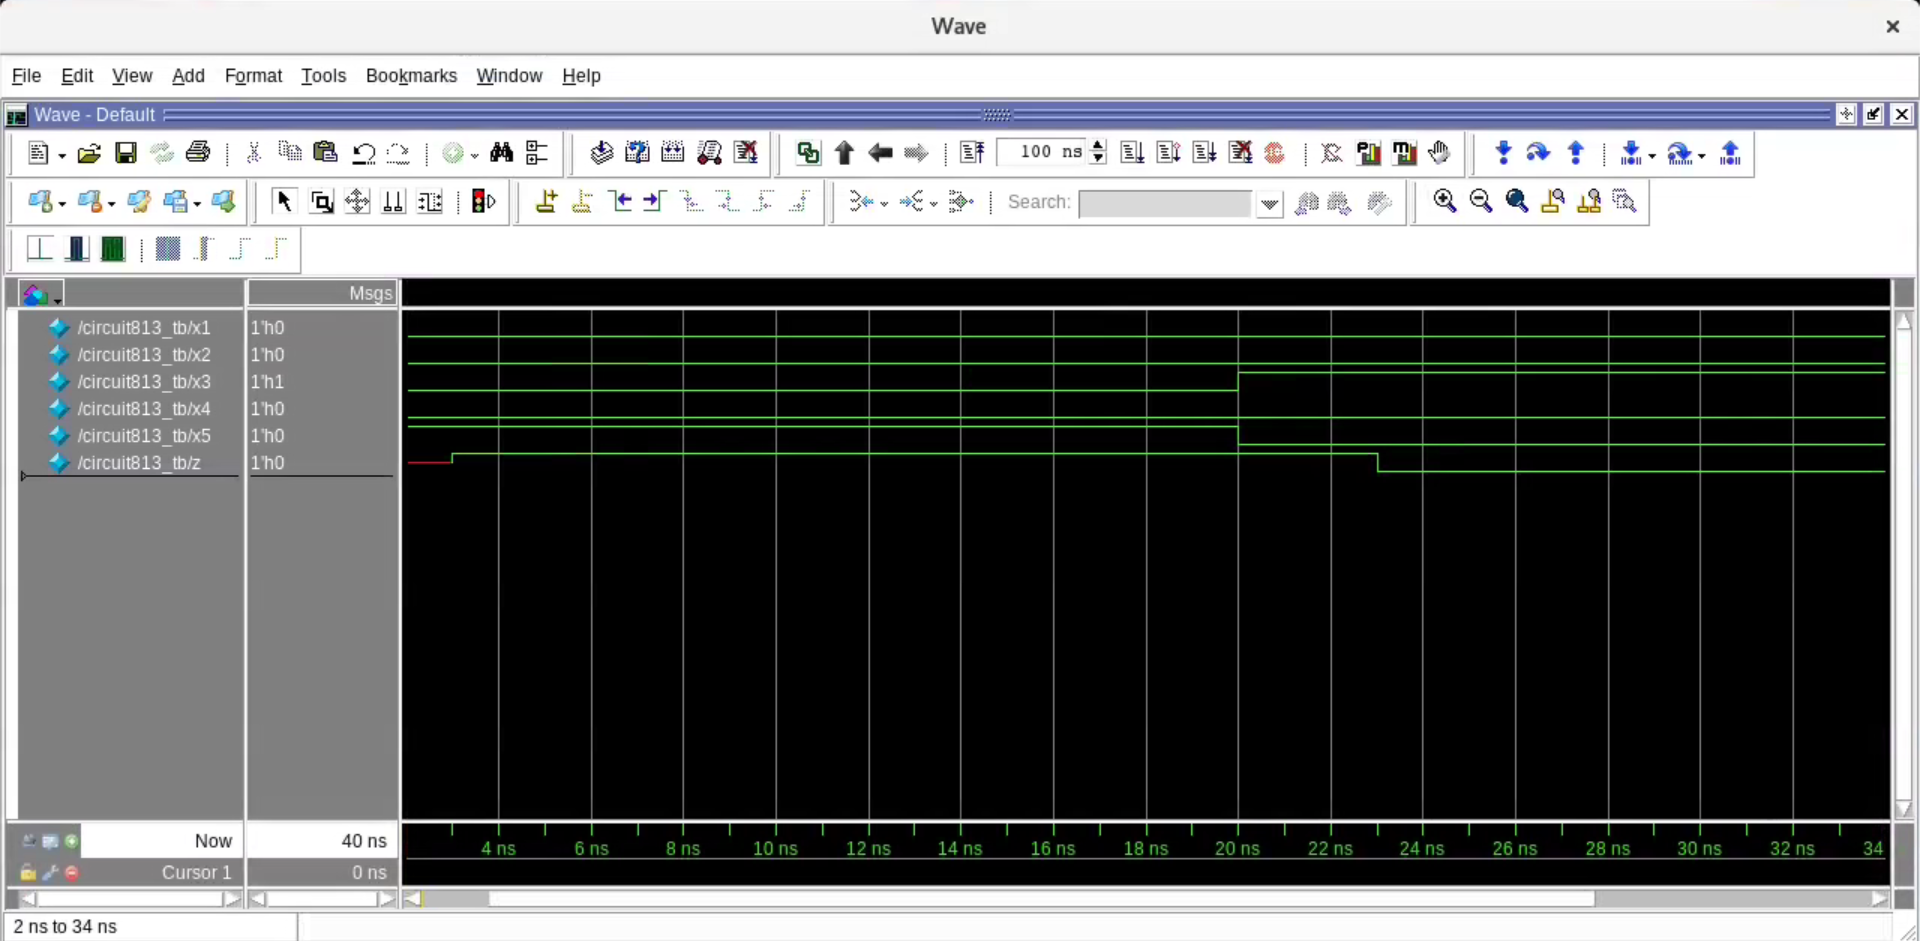 Wave
File Edit View Add Format Tools Bookmarks Window Help
Wave - Default
100 ns
Search:
Msgs
/circuit813_tb/x1 1'h0
/circuit813_tb/x2 1'h0
/circuit813_tb/x3 1'h1
/circuit813_tb/x4 1'h0
/circuit813_tb/x5 1'h0
/circuit813_tb/z 1'h0
Now 40 ns
4 ns 6 ns 8 ns 10 ns 12 ns 14 ns 16 ns 18 ns 20 ns 22 ns 24 ns 26 ns 28 ns 30 ns 32 ns 34
Cursor 1 0 ns
2 ns to 34 ns